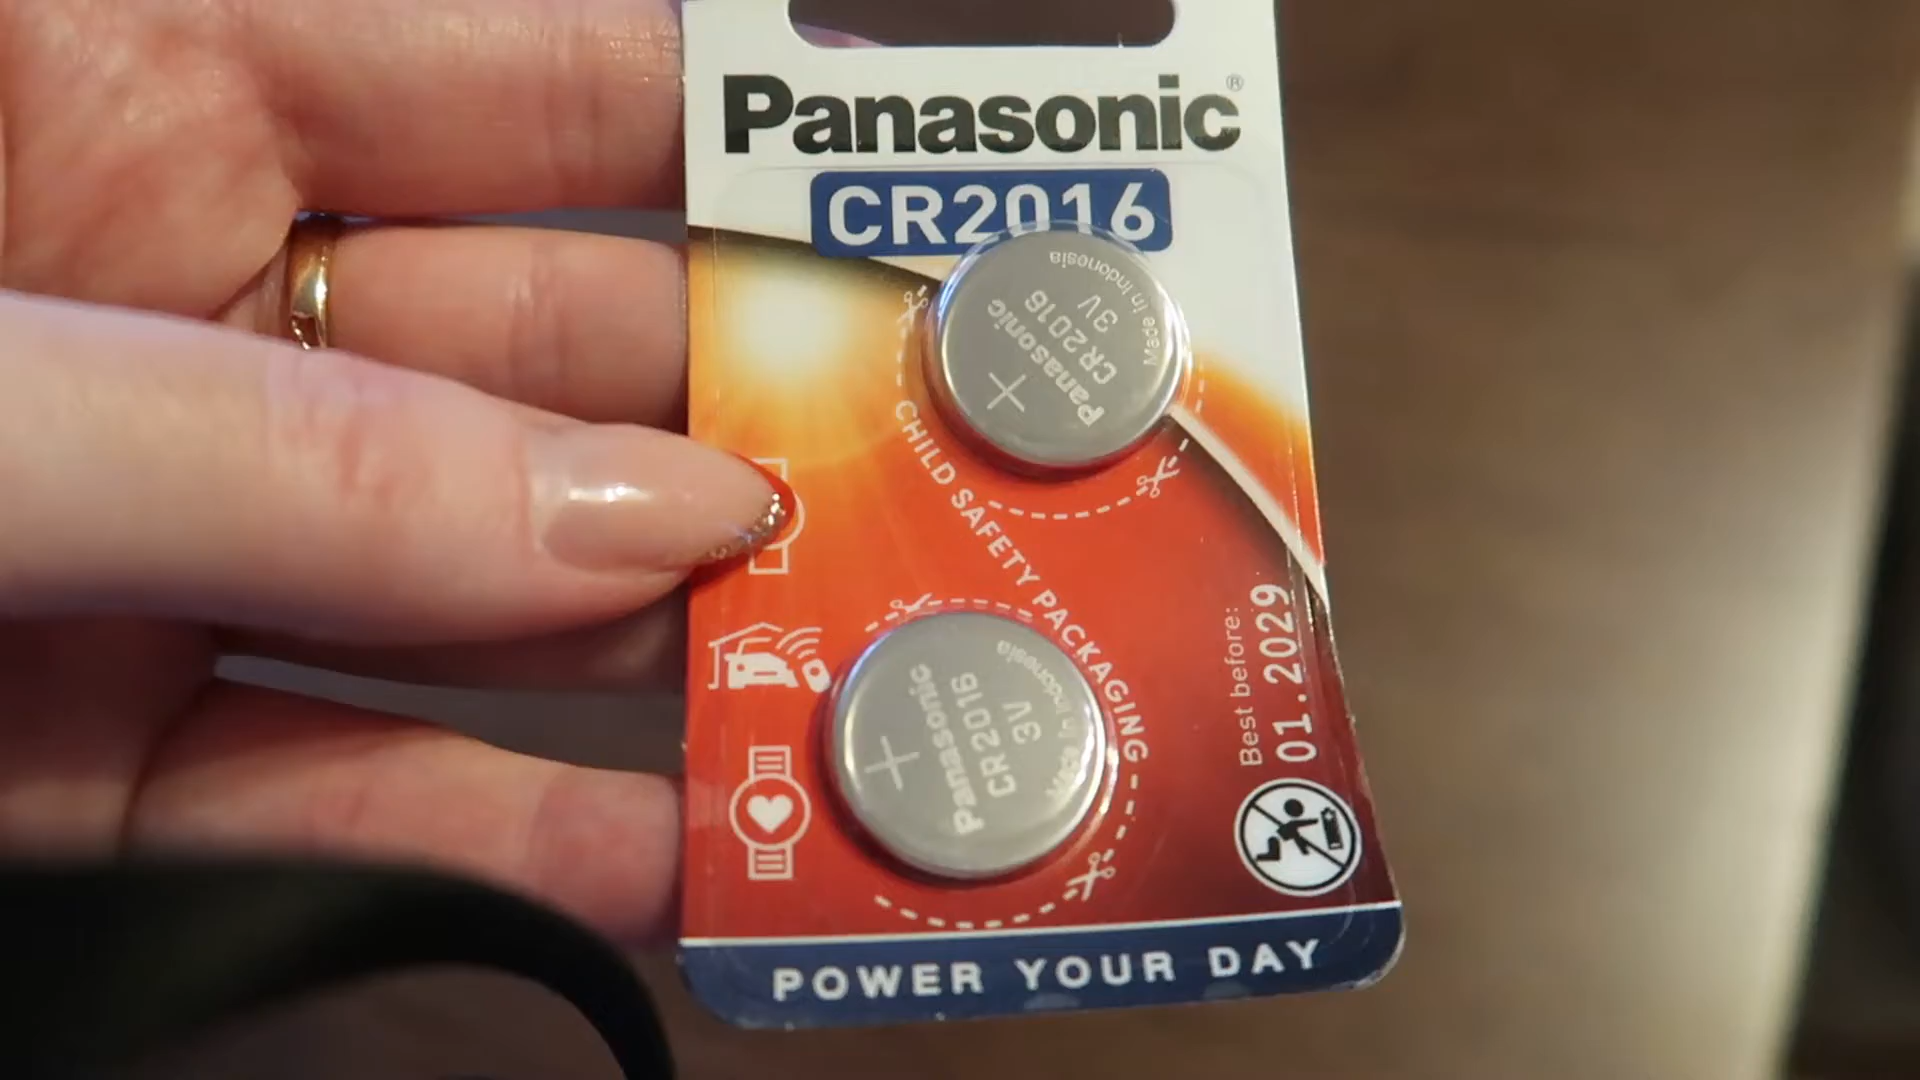 Panasonic®
CR2016
Made in Indonesia
3V
CR2016
Panasonic
+
CHILD SAFETY PACKAGING
Best before:
01.2029
+
Panasonic
CR2016
3V
Made in Indonesia
POWER YOUR DAY